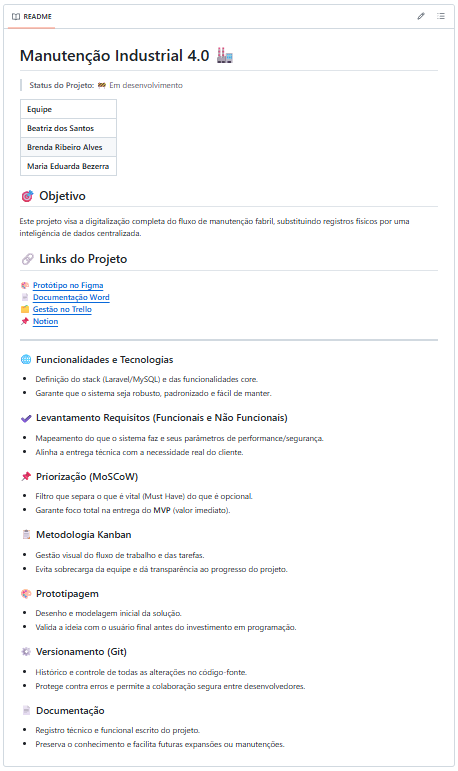 README
Manutenção Industrial 4.0
Status do Projeto: Em desenvolvimento
Equipe
Beatriz dos Santos
Brenda Ribeiro Alves
Maria Eduarda Bezerra
Objetivo
Este projeto visa a digitalização completa do fluxo de manutenção fabril, substituindo registros físicos por uma
inteligência de dados centralizada.
Links do Projeto
Protótipo no Figma
Documentação Word
Gestão no Trello
Notion
Funcionalidades e Tecnologias
Definição do stack (Laravel/MySQL) e das funcionalidades core.
Garante que o sistema seja robusto, padronizado e fácil de manter.
Levantamento Requisitos (Funcionais e Não Funcionais)
Mapeamento do que o sistema faz e seus parâmetros de performance/segurança.
Alinha a entrega técnica com a necessidade real do cliente.
Priorização (MoSCoW)
Filtro que separa o que é vital (Must Have) do que é opcional.
Garante foco total na entrega do MVP (valor imediato).
Metodologia Kanban
Gestão visual do fluxo de trabalho e das tarefas.
Evita sobrecarga da equipe e dá transparência ao progresso do projeto.
Prototipagem
Desenho e modelagem inicial da solução.
Valida a ideia com o usuário final antes do investimento em programação.
Versionamento (Git)
Histórico e controle de todas as alterações no código-fonte.
Protege contra erros e permite a colaboração segura entre desenvolvedores.
Documentação
Registro técnico e funcional escrito do projeto.
Preserva o conhecimento e facilita futuras expansões ou manutenções.